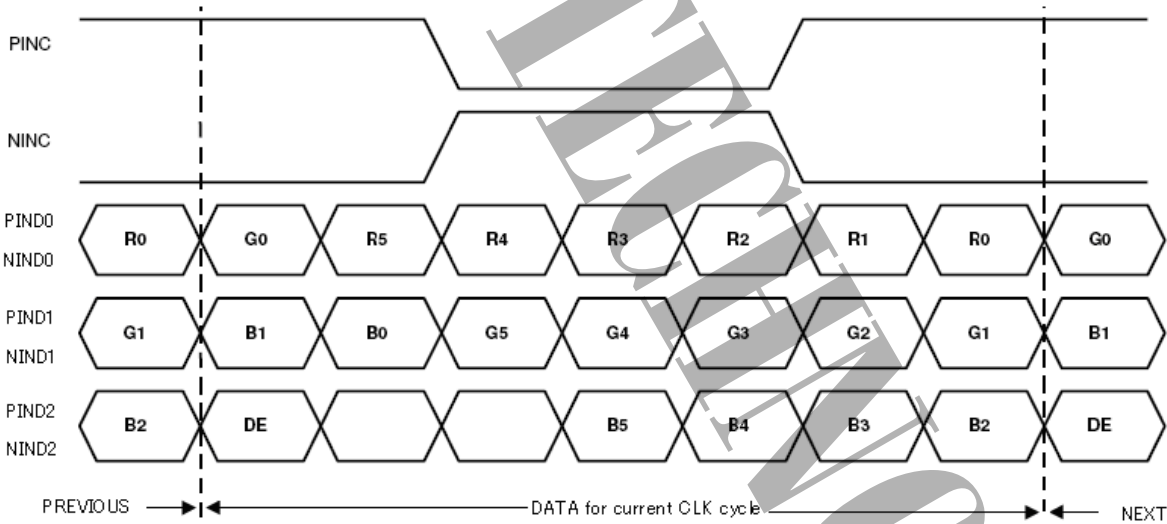 PINC
NINC
PIND0
NIND0
R0 G0 R5 R4 R3 R2 R1 R0 G0
PIND1
NIND1
G1 B1 B0 G5 G4 G3 G2 G1 B1
PIND2
NIND2
B2 DE B5 B4 B3 B2 DE
PREVIOUS DATA for current CLK cycle NEXT
TECHNO